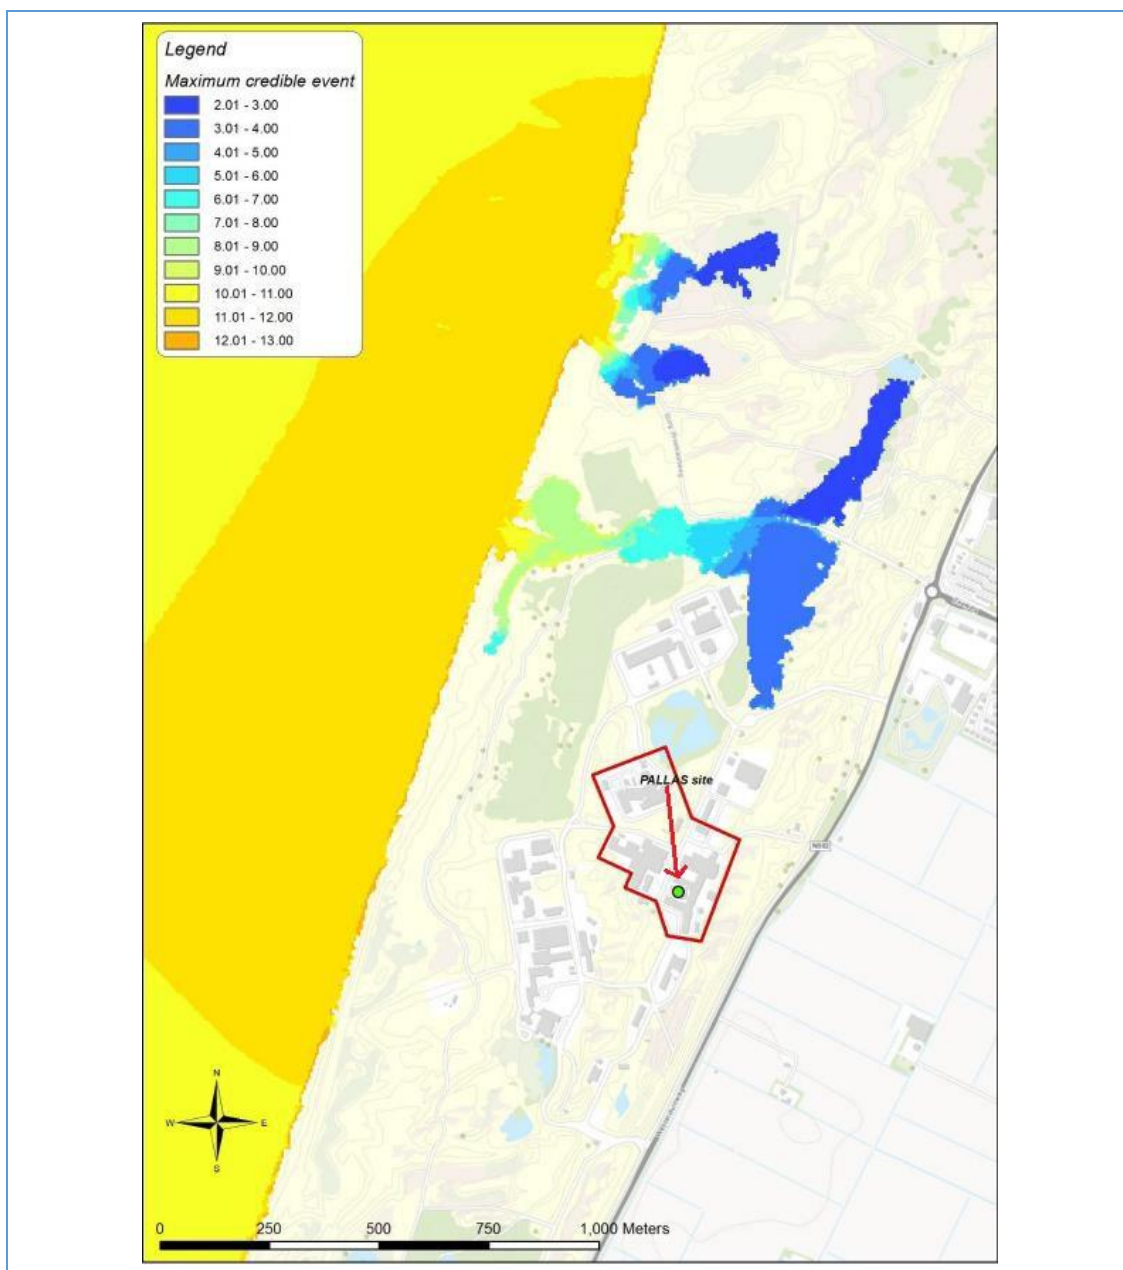 Legend
Maximum credible event
2.01 - 3.00
3.01 - 4.00
4.01 - 5.00
5.01 - 6.00
6.01 - 7.00
7.01 - 8.00
8.01 - 9.00
9.01 - 10.00
10.01 - 11.00
11.01 - 12.00
12.01 - 13.00
PALLAS site
N
W
E
S
0
250
500
750
1,000 Meters